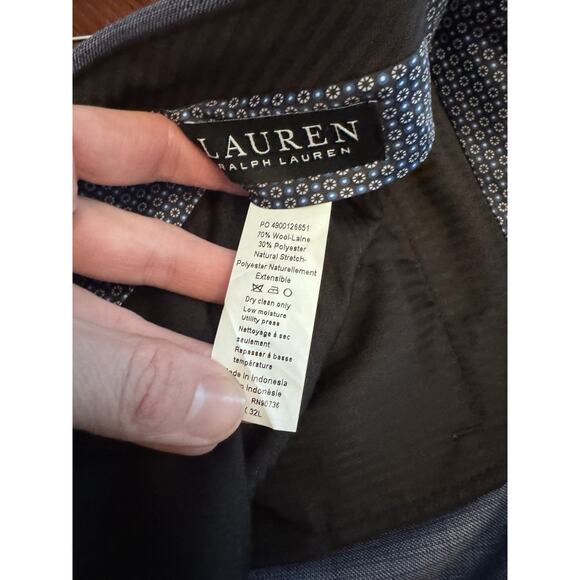 LAUREN
RALPH LAUREN
PO 4900126651
70% Wool-Laine
30% Polyester
Natural Stretch-
Polyester Naturellement
Extensible
Dry clean only
Low moisture
Utility press
Nettoyage à sec
seulement
Repasser à basse
température
Made in Indonesia
Indonésie
RN90736
X 32L